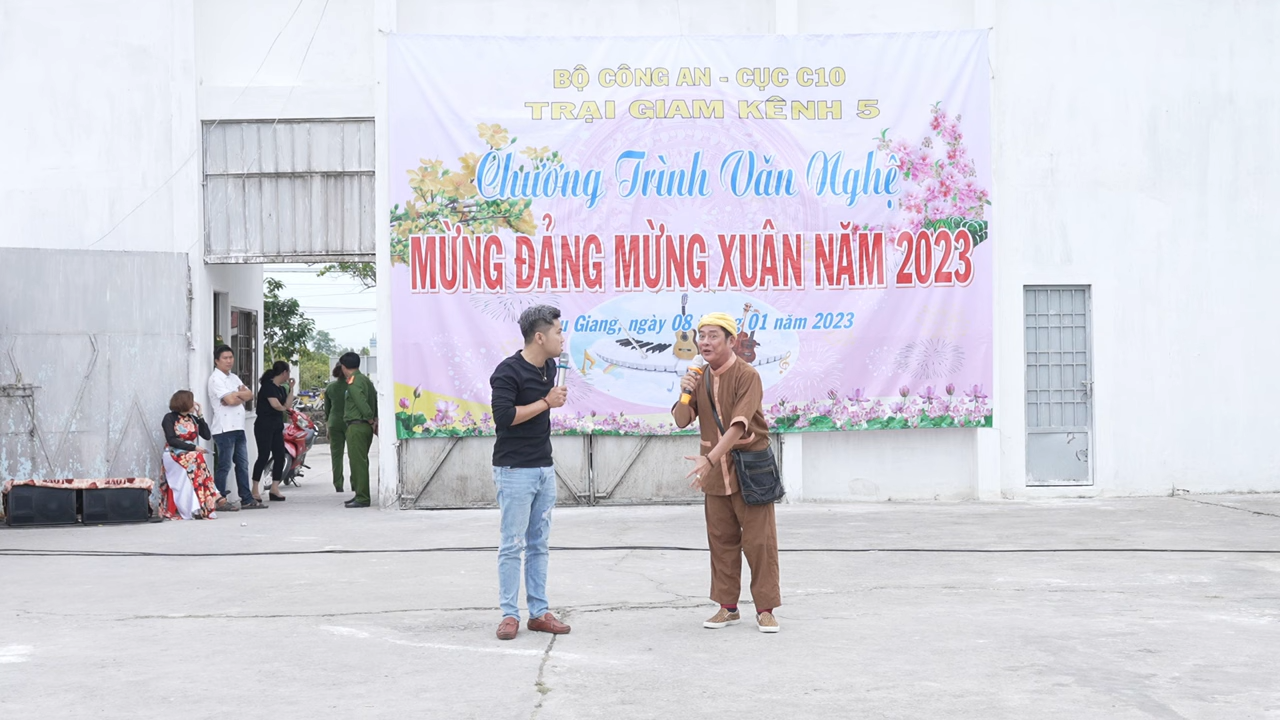 BỘ CÔNG AN - CỤC C10
TRẠI GIAM KÊNH 5
Chương Trình Văn Nghệ
MỪNG ĐẢNG MỪNG XUÂN NĂM 2023
Giang, ngày 08 01 năm 2023